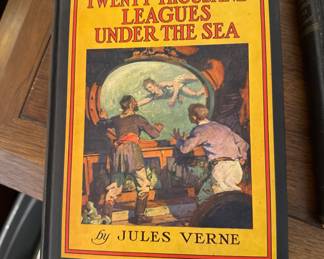 TWENTY THOUSAND
LEAGUES
UNDER THE SEA
by JULES VERNE